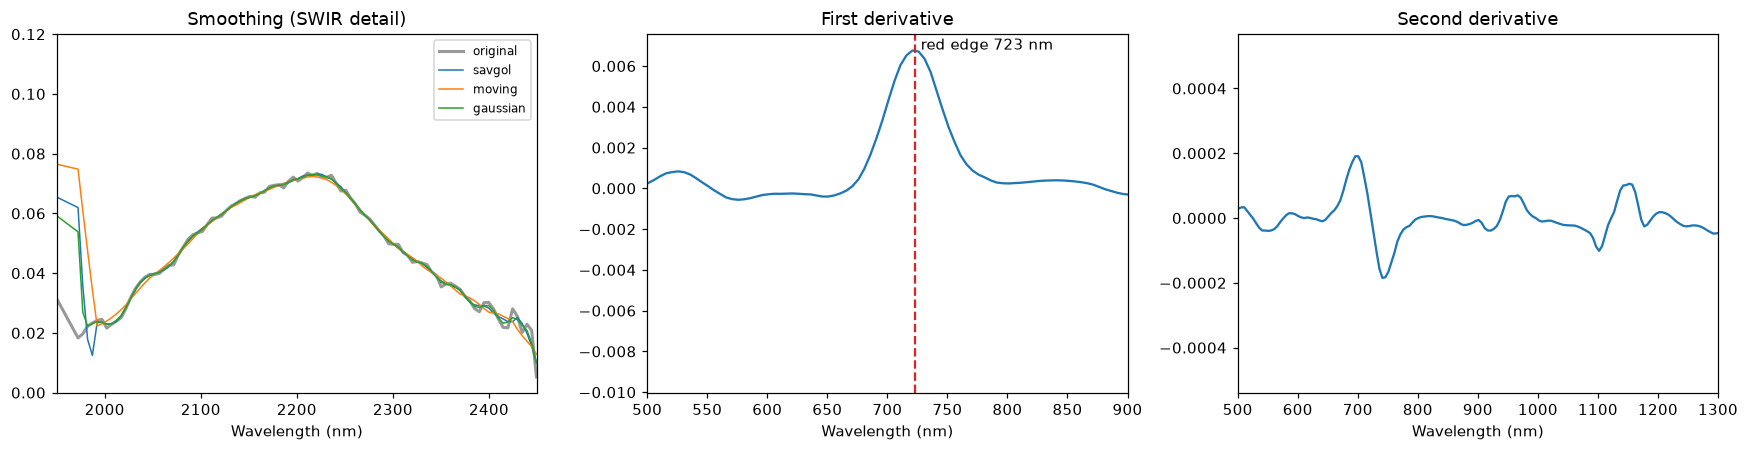 Smoothing (SWIR detail)
0.12
0.10
0.08
0.06
0.04
0.02
0.00
original
savgol
moving
gaussian
2000 2100 2200 2300 2400
Wavelength (nm)
First derivative
red edge 723 nm
0.006
0.004
0.002
0.000
−0.002
−0.004
−0.006
−0.008
−0.010
500 550 600 650 700 750 800 850 900
Wavelength (nm)
Second derivative
0.0004
0.0002
0.0000
−0.0002
−0.0004
500 600 700 800 900 1000 1100 1200 1300
Wavelength (nm)